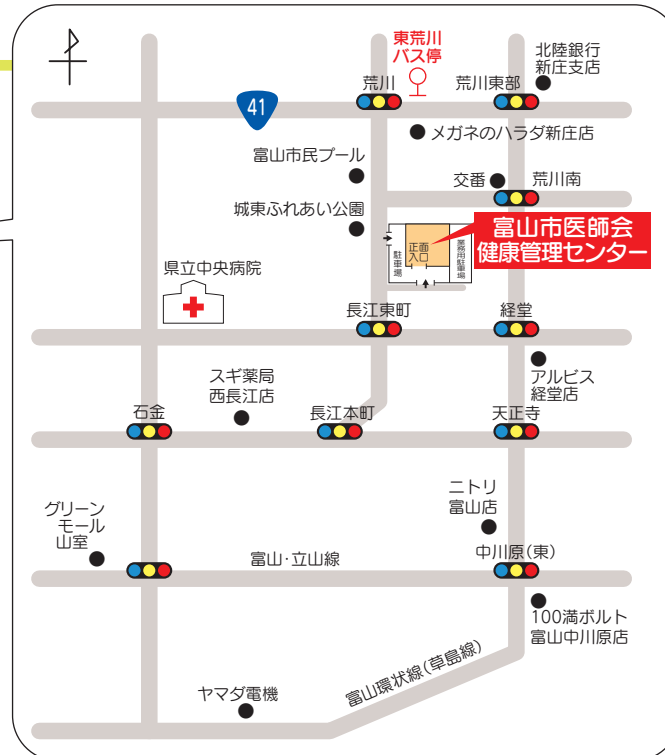 東荒川
バス停
北陸銀行
新庄支店
荒川
荒川東部
41
メガネのハラダ新庄店
富山市民プール
交番
荒川南
城東ふれあい公園
富山市医師会
健康管理センター
正面
入口
駐車場
業務用駐車場
県立中央病院
長江東町
経堂
スギ薬局
西長江店
アルビス
経堂店
石金
長江本町
天正寺
ニトリ
富山店
グリーン
モール
山室
富山・立山線
中川原(東)
100満ボルト
富山中川原店
富山環状線(草島線)
ヤマダ電機